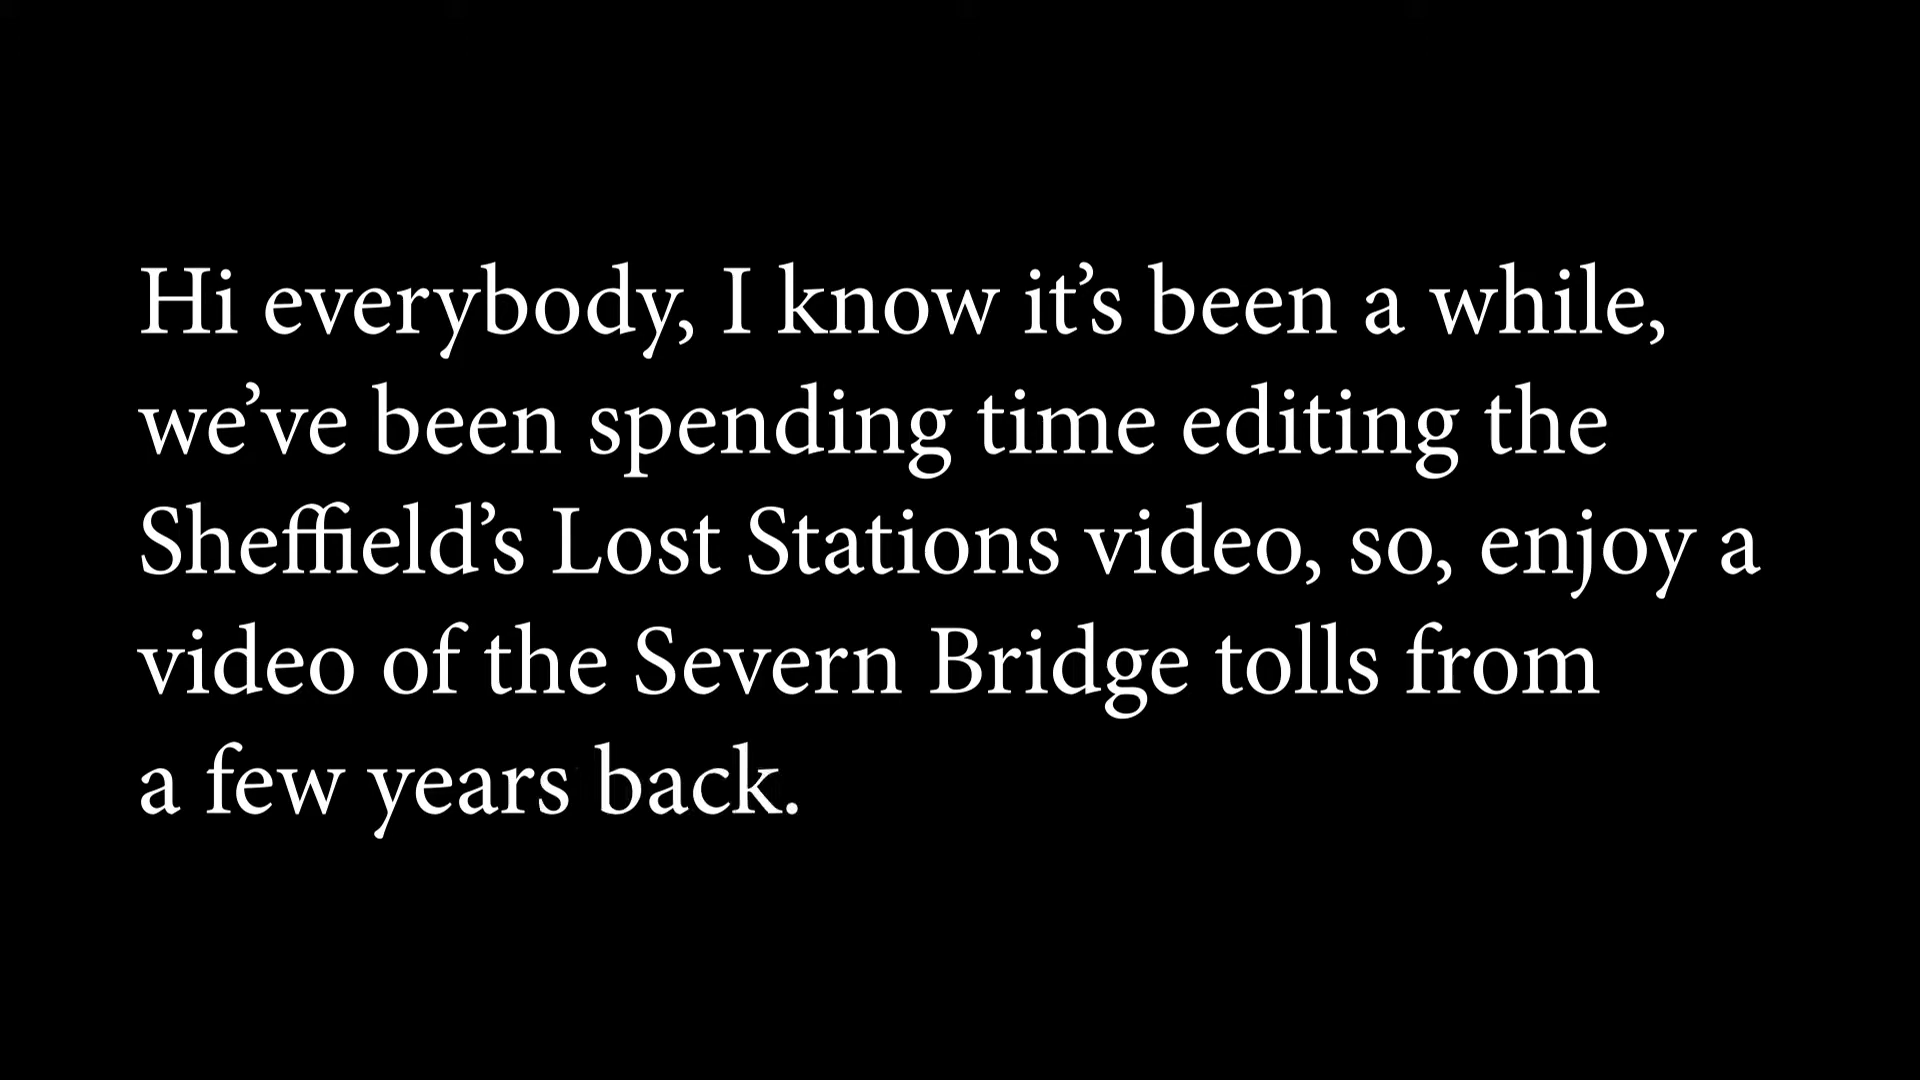 Hi everybody, I know it’s been a while,
we’ve been spending time editing the
Sheffield’s Lost Stations video, so, enjoy a
video of the Severn Bridge tolls from
a few years back.